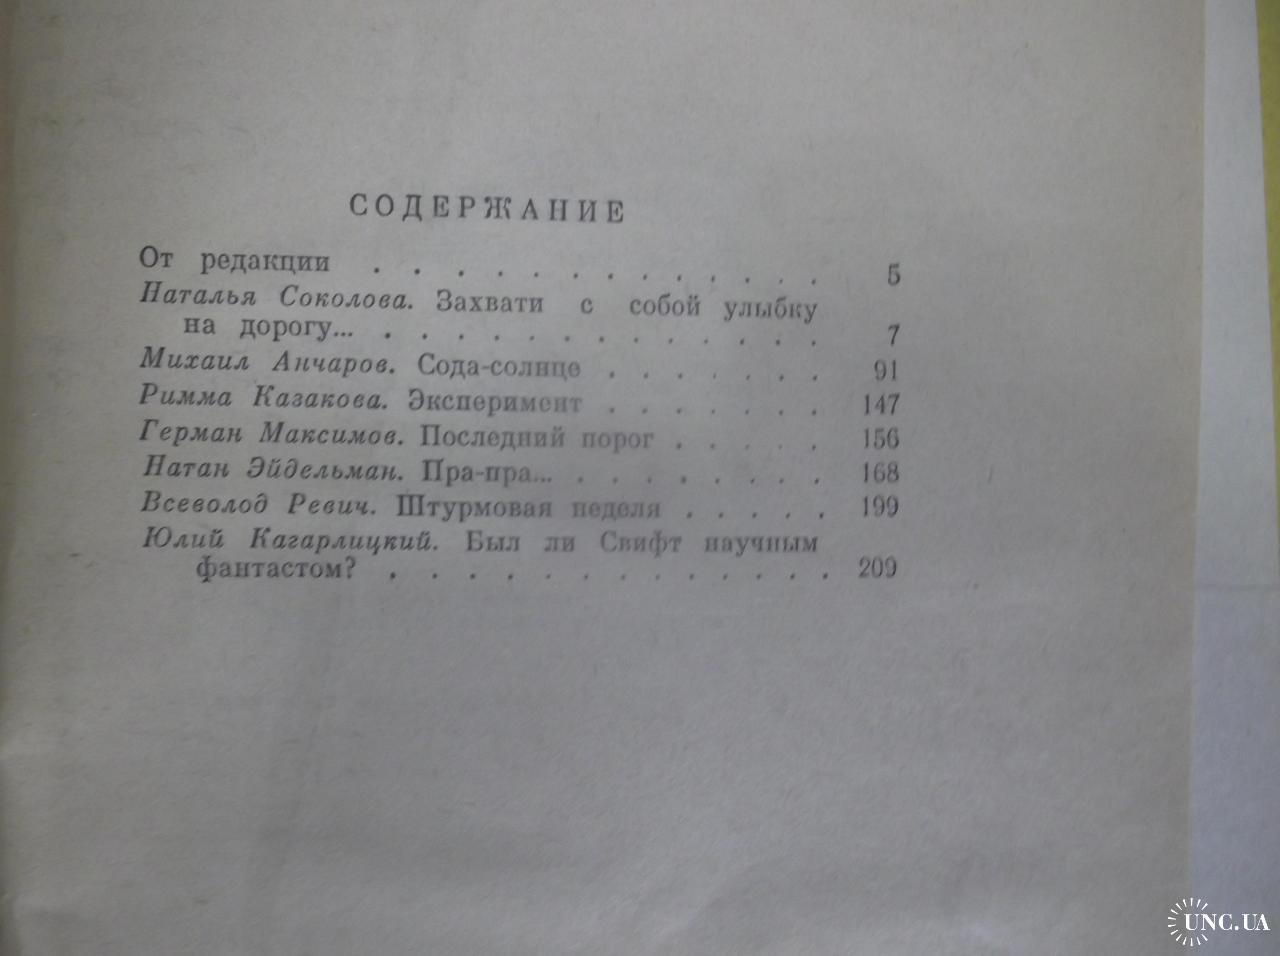 СОДЕРЖАНИЕ
От редакции . . . . . . . . . . . . 5
Наталья Соколова. Захвати с собой улыбку
на дорогу... . . . . . . . . . . . . 7
Михаил Анчаров. Сода-солнце . . . . . . 91
Римма Казакова. Эксперимент . . . . . . 147
Герман Максимов. Последний порог . . . . . 156
Натан Эйдельман. Пра-пра... . . . . . . . 168
Всеволод Ревич. Штурмовая неделя . . . . . 199
Юлий Кагарлицкий. Был ли Свифт научным
фантастом? . . . . . . . . . . . 209
UNC.UA